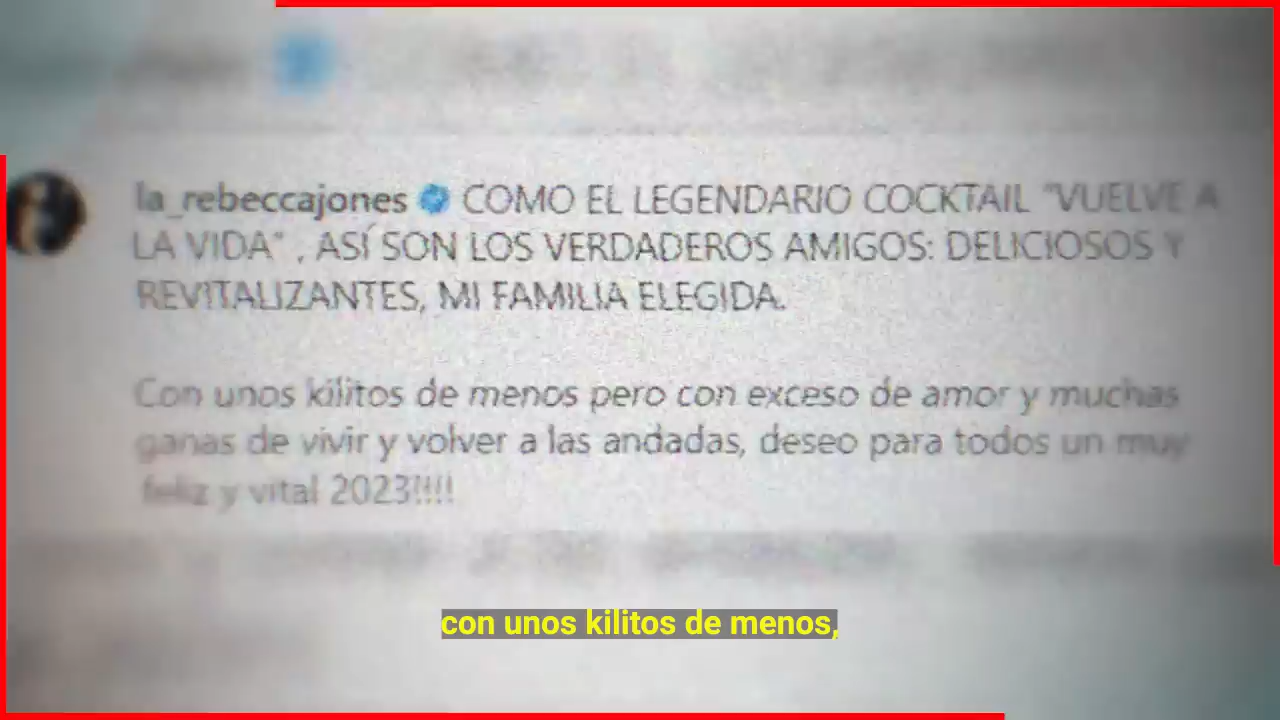 la_rebeccajones COMO EL LEGENDARIO COCKTAIL "VUELVE A
LA VIDA" , ASÍ SON LOS VERDADEROS AMIGOS: DELICIOSOS Y
REVITALIZANTES, MI FAMILIA ELEGIDA.
Con unos kilitos de menos pero con exceso de amor y muchas
ganas de vivir y volver a las andadas, deseo para todos un muy
feliz y vital 2023!!!!
con unos kilitos de menos,